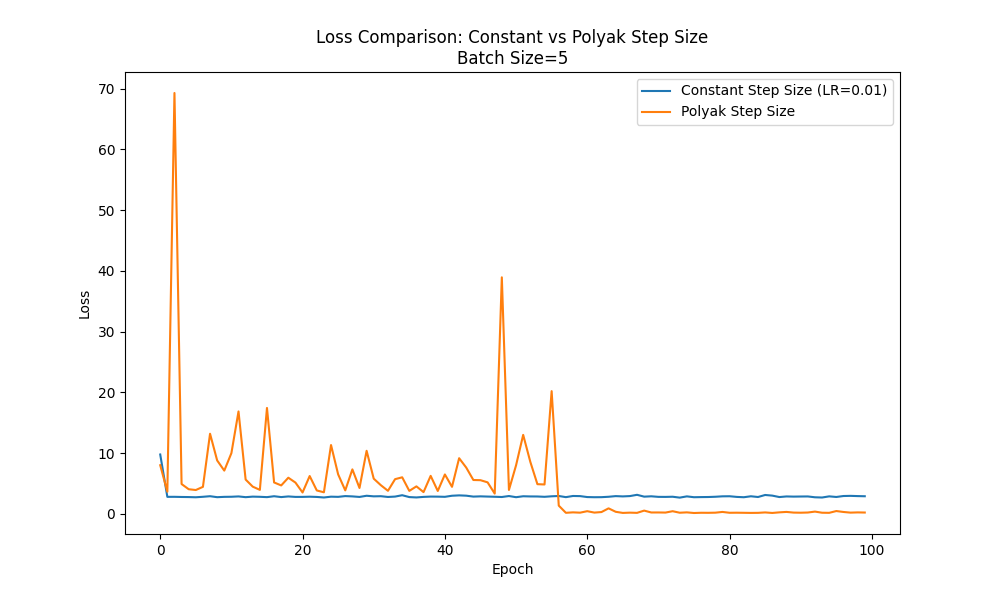 Loss Comparison: Constant vs Polyak Step Size
Batch Size=5
Constant Step Size (LR=0.01)
Polyak Step Size
Loss
70
60
50
40
30
20
10
0
0
20
40
60
80
100
Epoch